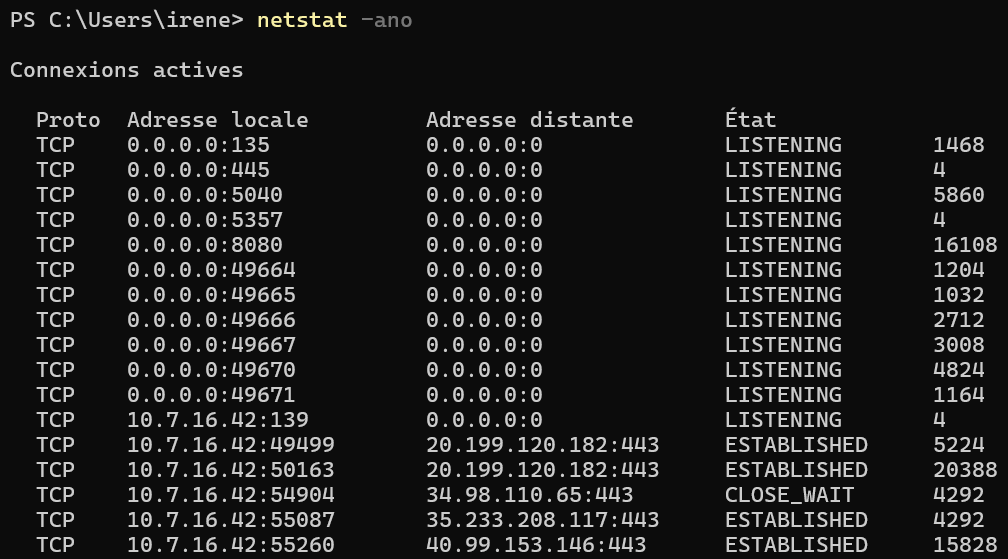 PS C:\Users\irene> netstat -ano
Connexions actives
Proto  Adresse locale         Adresse distante       État
TCP    0.0.0.0:135            0.0.0.0:0              LISTENING       1468
TCP    0.0.0.0:445            0.0.0.0:0              LISTENING       4
TCP    0.0.0.0:5040           0.0.0.0:0              LISTENING       5860
TCP    0.0.0.0:5357           0.0.0.0:0              LISTENING       4
TCP    0.0.0.0:8080           0.0.0.0:0              LISTENING       16108
TCP    0.0.0.0:49664          0.0.0.0:0              LISTENING       1204
TCP    0.0.0.0:49665          0.0.0.0:0              LISTENING       1032
TCP    0.0.0.0:49666          0.0.0.0:0              LISTENING       2712
TCP    0.0.0.0:49667          0.0.0.0:0              LISTENING       3008
TCP    0.0.0.0:49670          0.0.0.0:0              LISTENING       4824
TCP    0.0.0.0:49671          0.0.0.0:0              LISTENING       1164
TCP    10.7.16.42:139         0.0.0.0:0              LISTENING       4
TCP    10.7.16.42:49499       20.199.120.182:443     ESTABLISHED     5224
TCP    10.7.16.42:50163       20.199.120.182:443     ESTABLISHED     20388
TCP    10.7.16.42:54904       34.98.110.65:443       CLOSE_WAIT      4292
TCP    10.7.16.42:55087       35.233.208.117:443     ESTABLISHED     4292
TCP    10.7.16.42:55260       40.99.153.146:443      ESTABLISHED     15828